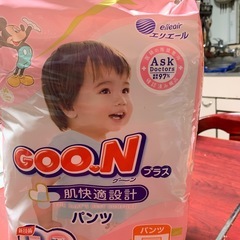 elleair
エリエール
Ask
Doctors
97%
GOO.N
グーン
プラス
肌快適設計
パンツ
パンツ